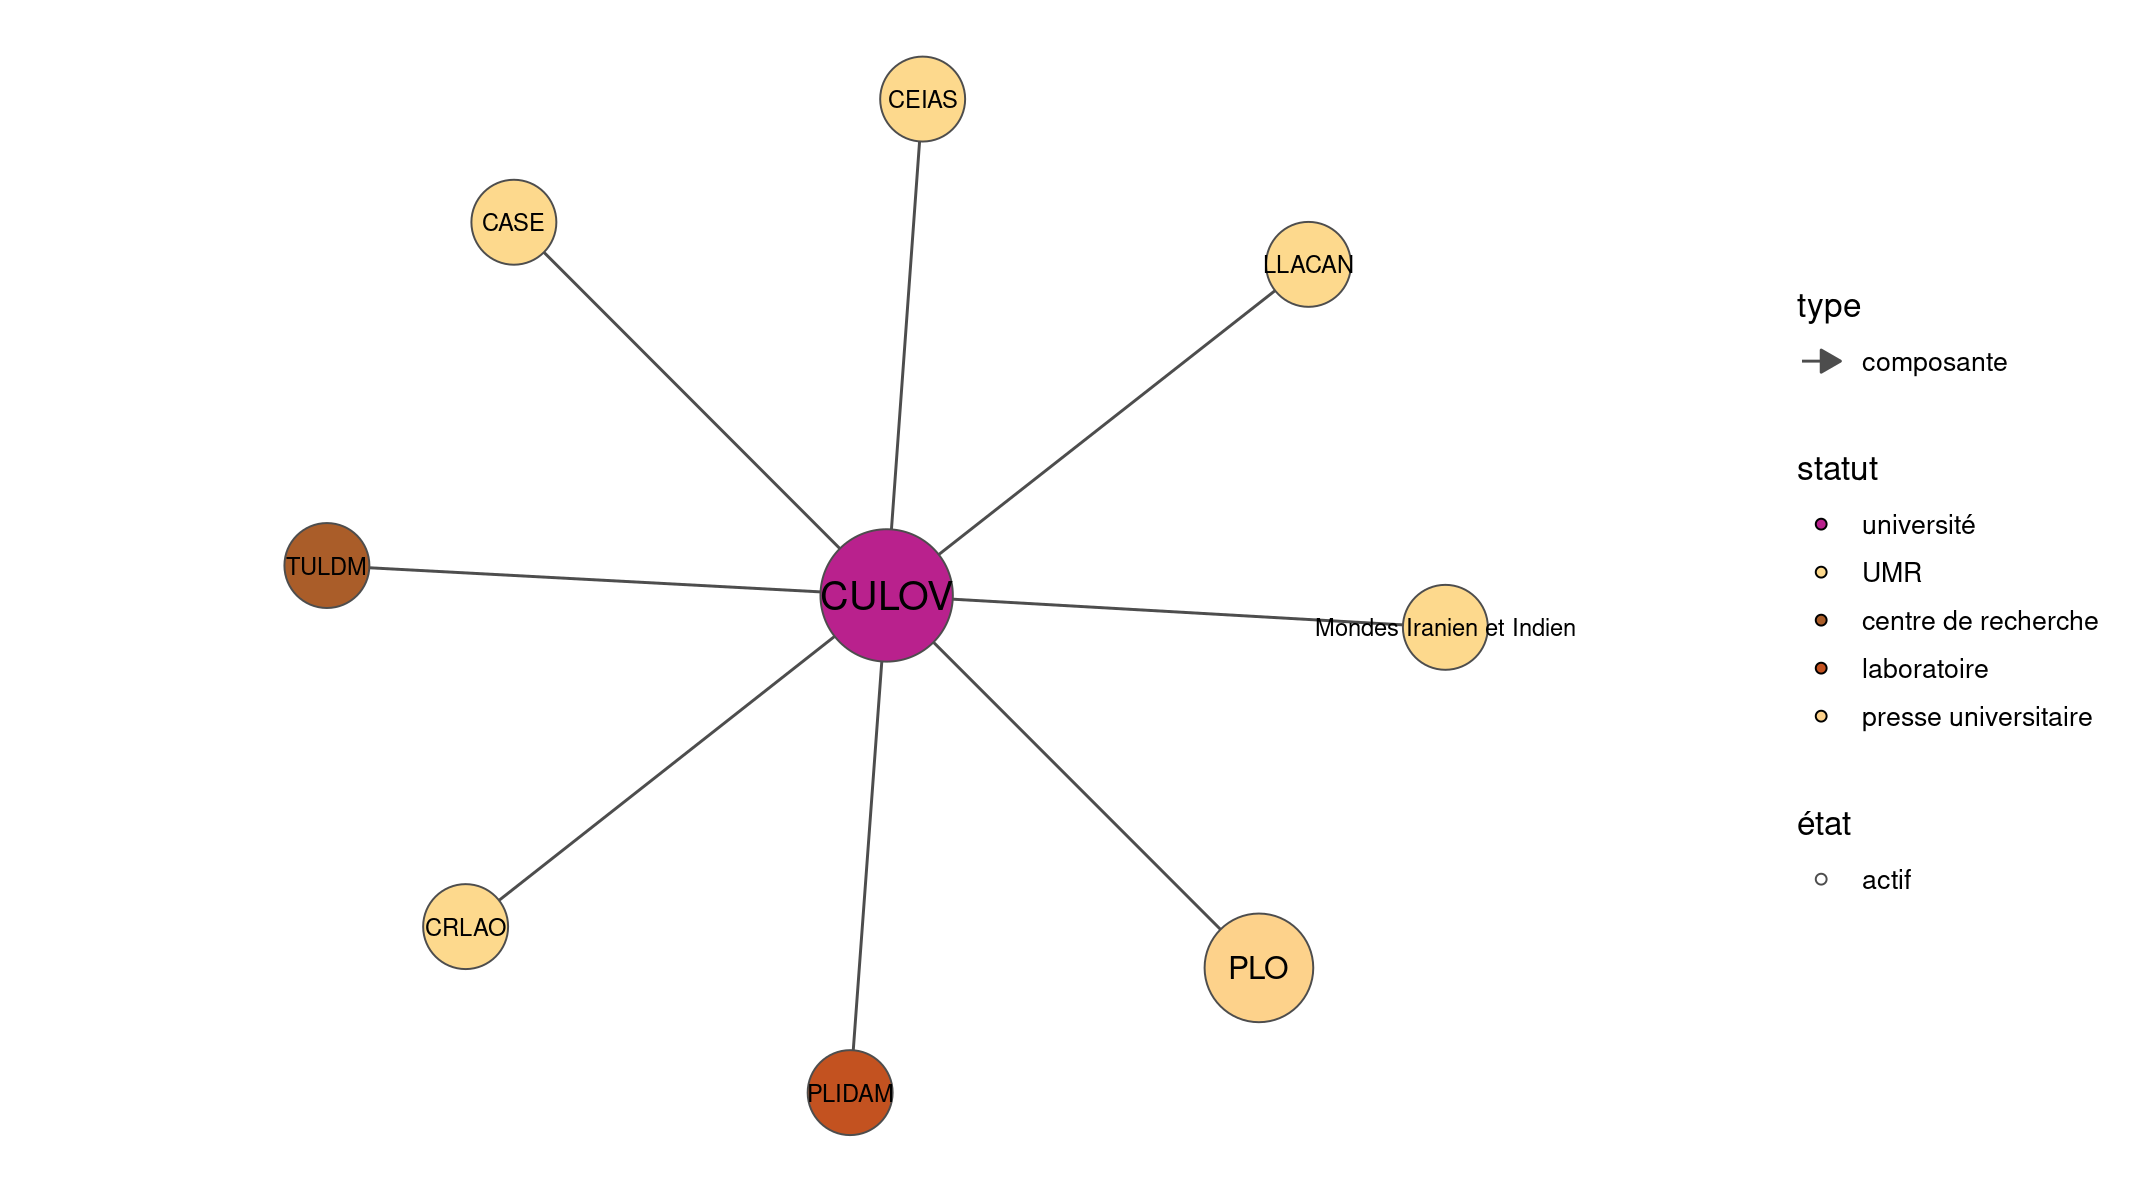 CEIAS
CASE
LLACAN
TULDM
CULOV
Mondes Iranien et Indien
CRLAO
PLO
PLIDAM
type
composante
statut
université
UMR
centre de recherche
laboratoire
presse universitaire
état
actif